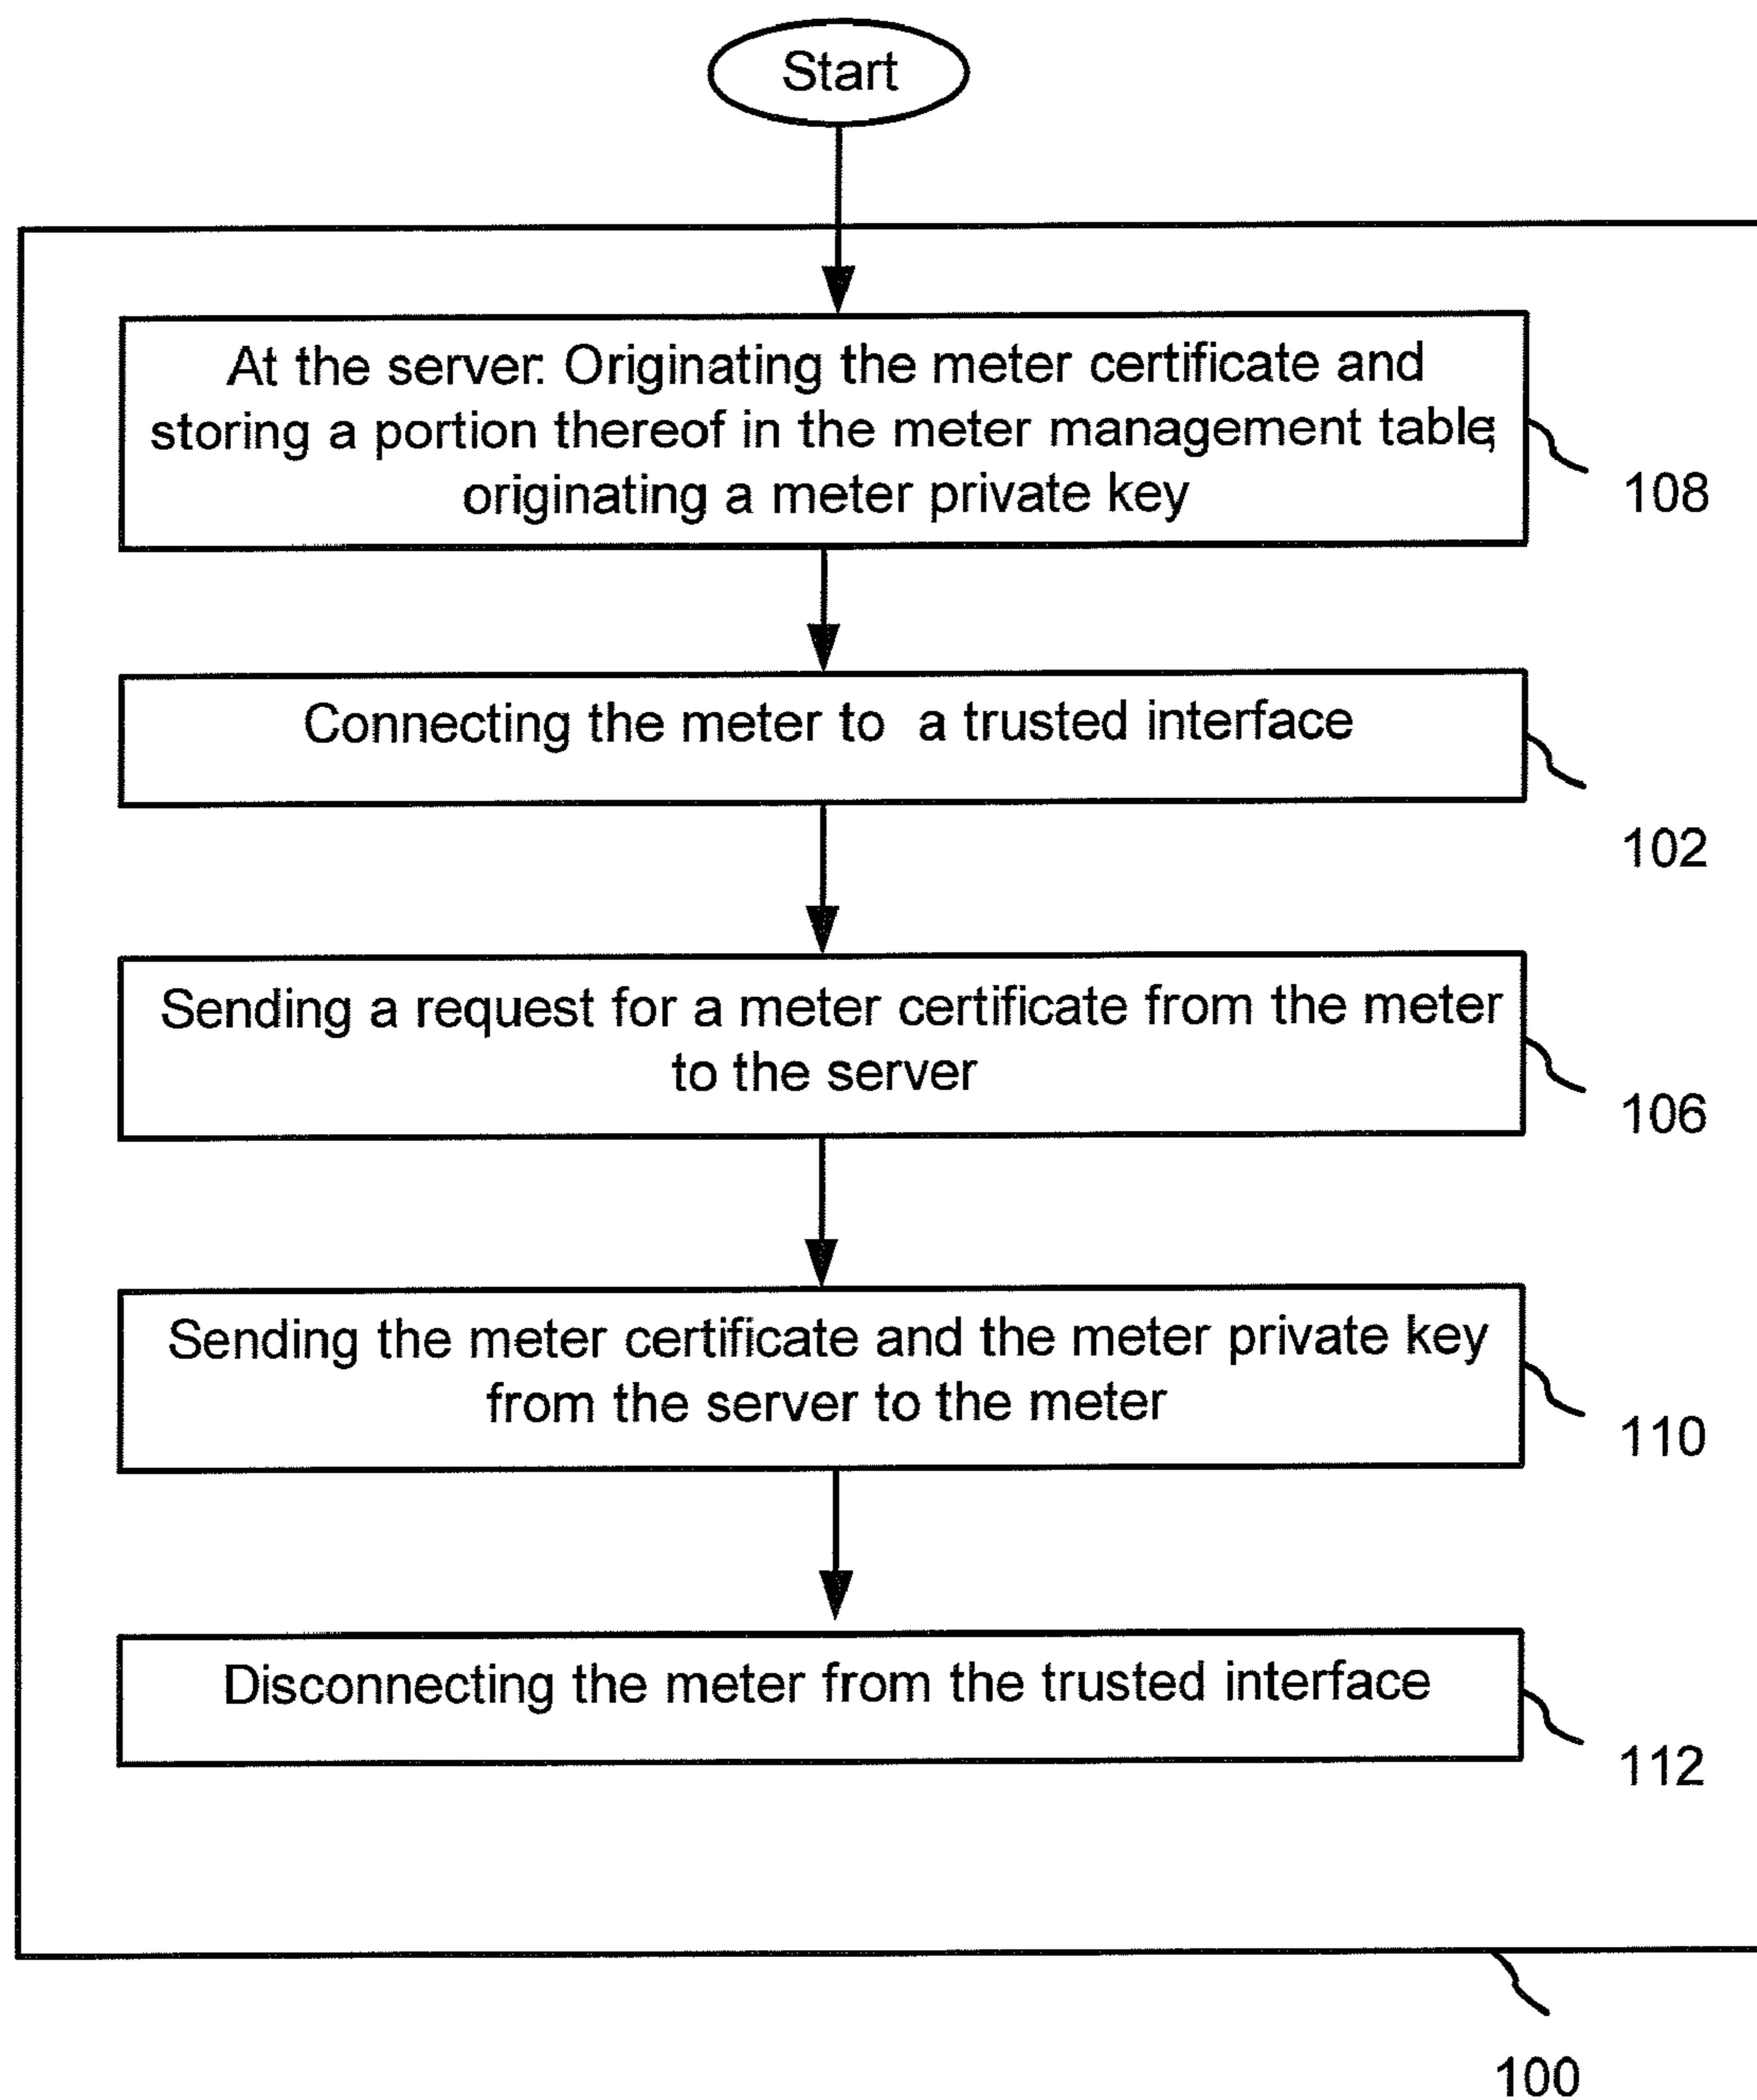 Start
At the server: Originating the meter certificate and
storing a portion thereof in the meter management table;
originating a meter private key
108
Connecting the meter to a trusted interface
102
Sending a request for a meter certificate from the meter
to the server
106
Sending the meter certificate and the meter private key
from the server to the meter
110
Disconnecting the meter from the trusted interface
112
100